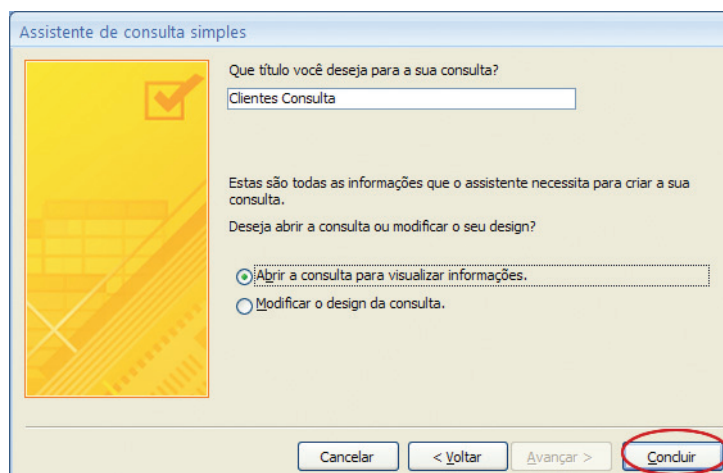 Assistente de consulta simples
Que título você deseja para a sua consulta?
Clientes Consulta
Estas são todas as informações que o assistente necessita para criar a sua
consulta.
Deseja abrir a consulta ou modificar o seu design?
Abrir a consulta para visualizar informações.
Modificar o design da consulta.
Cancelar
< Voltar
Avançar >
Concluir